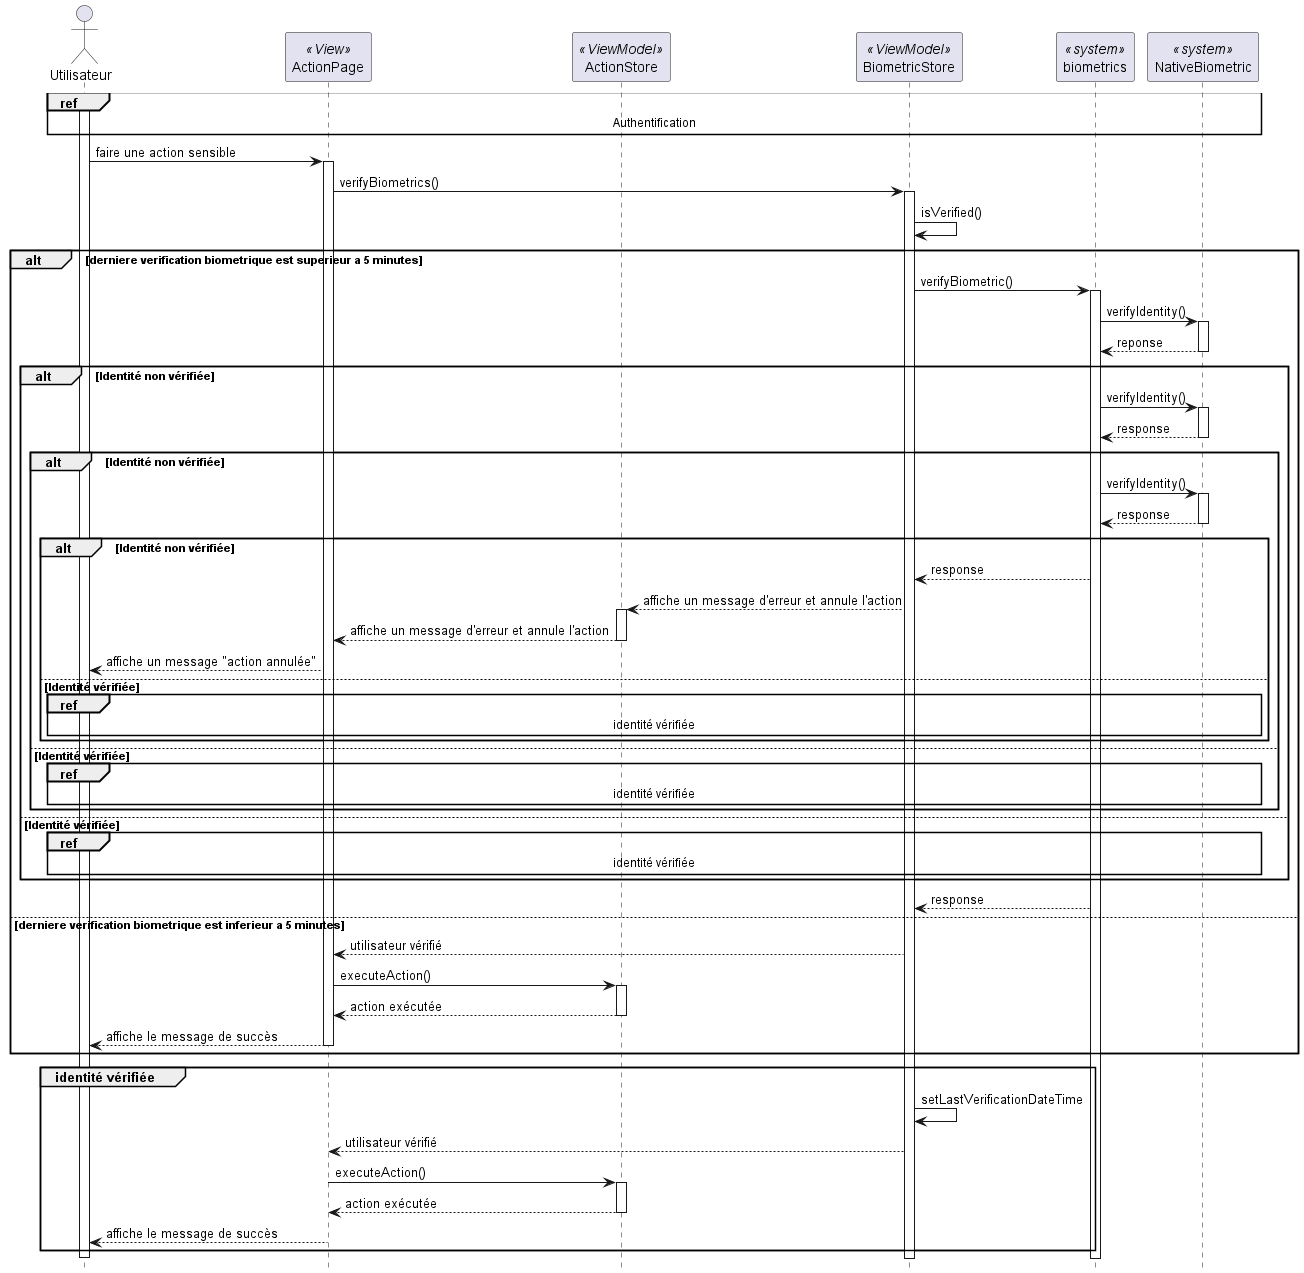 Utilisateur
«View»
ActionPage
«ViewModel»
ActionStore
«ViewModel»
BiometricStore
«system»
biometrics
«system»
NativeBiometric
ref
Authentification
faire une action sensible
verifyBiometrics()
isVerified()
alt [derniere verification biometrique est superieur a 5 minutes]
verifyBiometric()
verifyIdentity()
reponse
alt [Identité non vérifiée]
verifyIdentity()
response
alt [Identité non vérifiée]
verifyIdentity()
response
alt [Identité non vérifiée]
response
affiche un message d'erreur et annule l'action
affiche un message d'erreur et annule l'action
affiche un message "action annulée"
[Identité vérifiée]
ref
identité vérifiée
[Identité vérifiée]
ref
identité vérifiée
[Identité vérifiée]
ref
identité vérifiée
response
[derniere verification biometrique est inferieur a 5 minutes]
utilisateur vérifié
executeAction()
action exécutée
affiche le message de succès
identité vérifiée
setLastVerificationDateTime
utilisateur vérifié
executeAction()
action exécutée
affiche le message de succès